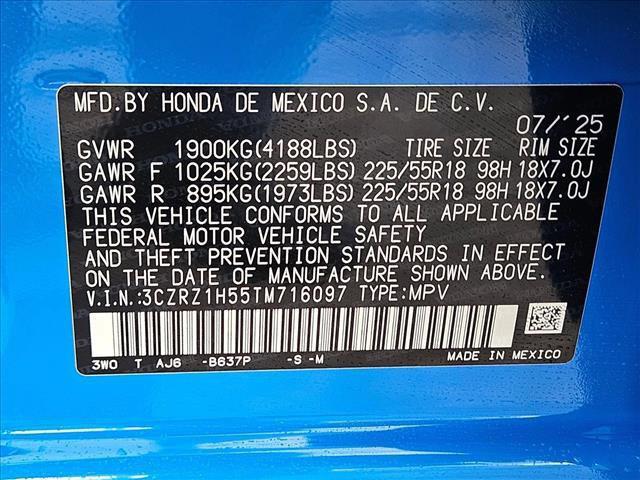 MFD.BY HONDA DE MEXICO S.A. DE C.V.
07/'25
GVWR 1900KG(4188LBS) TIRE SIZE RIM SIZE
GAWR F 1025KG(2259LBS) 225/55R18 98H 18X7.0J
GAWR R 895KG(1973LBS) 225/55R18 98H 18X7.0J
THIS VEHICLE CONFORMS TO ALL APPLICABLE
FEDERAL MOTOR VEHICLE SAFETY
AND THEFT PREVENTION STANDARDS IN EFFECT
ON THE DATE OF MANUFACTURE SHOWN ABOVE.
V.I.N.:3CZRZ1H55TM716097 TYPE:MPV
3W0 T AJ6 -B637P -S -M
MADE IN MEXICO